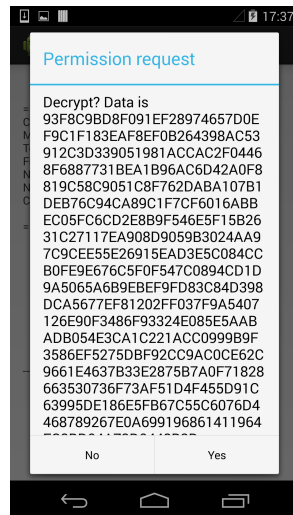 17:37
Permission request
Decrypt? Data is
93F8C9BD8F091EF28974657D0E
F9C1F183EAF8EF0B264398AC53
912C3D339051981ACCAC2F0446
8F6887731BEA1B96AC6D42A0F8
819C58C9051C8F762DABA107B1
DEB76C94CA89C1F7CF6016ABB
EC05FC6CD2E8B9F546E5F15B26
31C27117EA908D9059B3024AA9
7C9CEE55E26915EAD3E5C084CC
B0FE9E676C5F0F547C0894CD1D
9A5065A6B9EBEF9FD83C84D398
DCA5677EF81202FF037F9A5407
126E90F3486F93324E085E5AAB
ADB054E3CA1C221ACC0999B9F
3586EF5275DBF92CC9AC0CE62C
9661E4637B33E2875B7A0F71828
663530736F73AF51D4F455D91C
63995DE186E5FB67C55C6076D4
468789267E0A699196861411964
No Yes